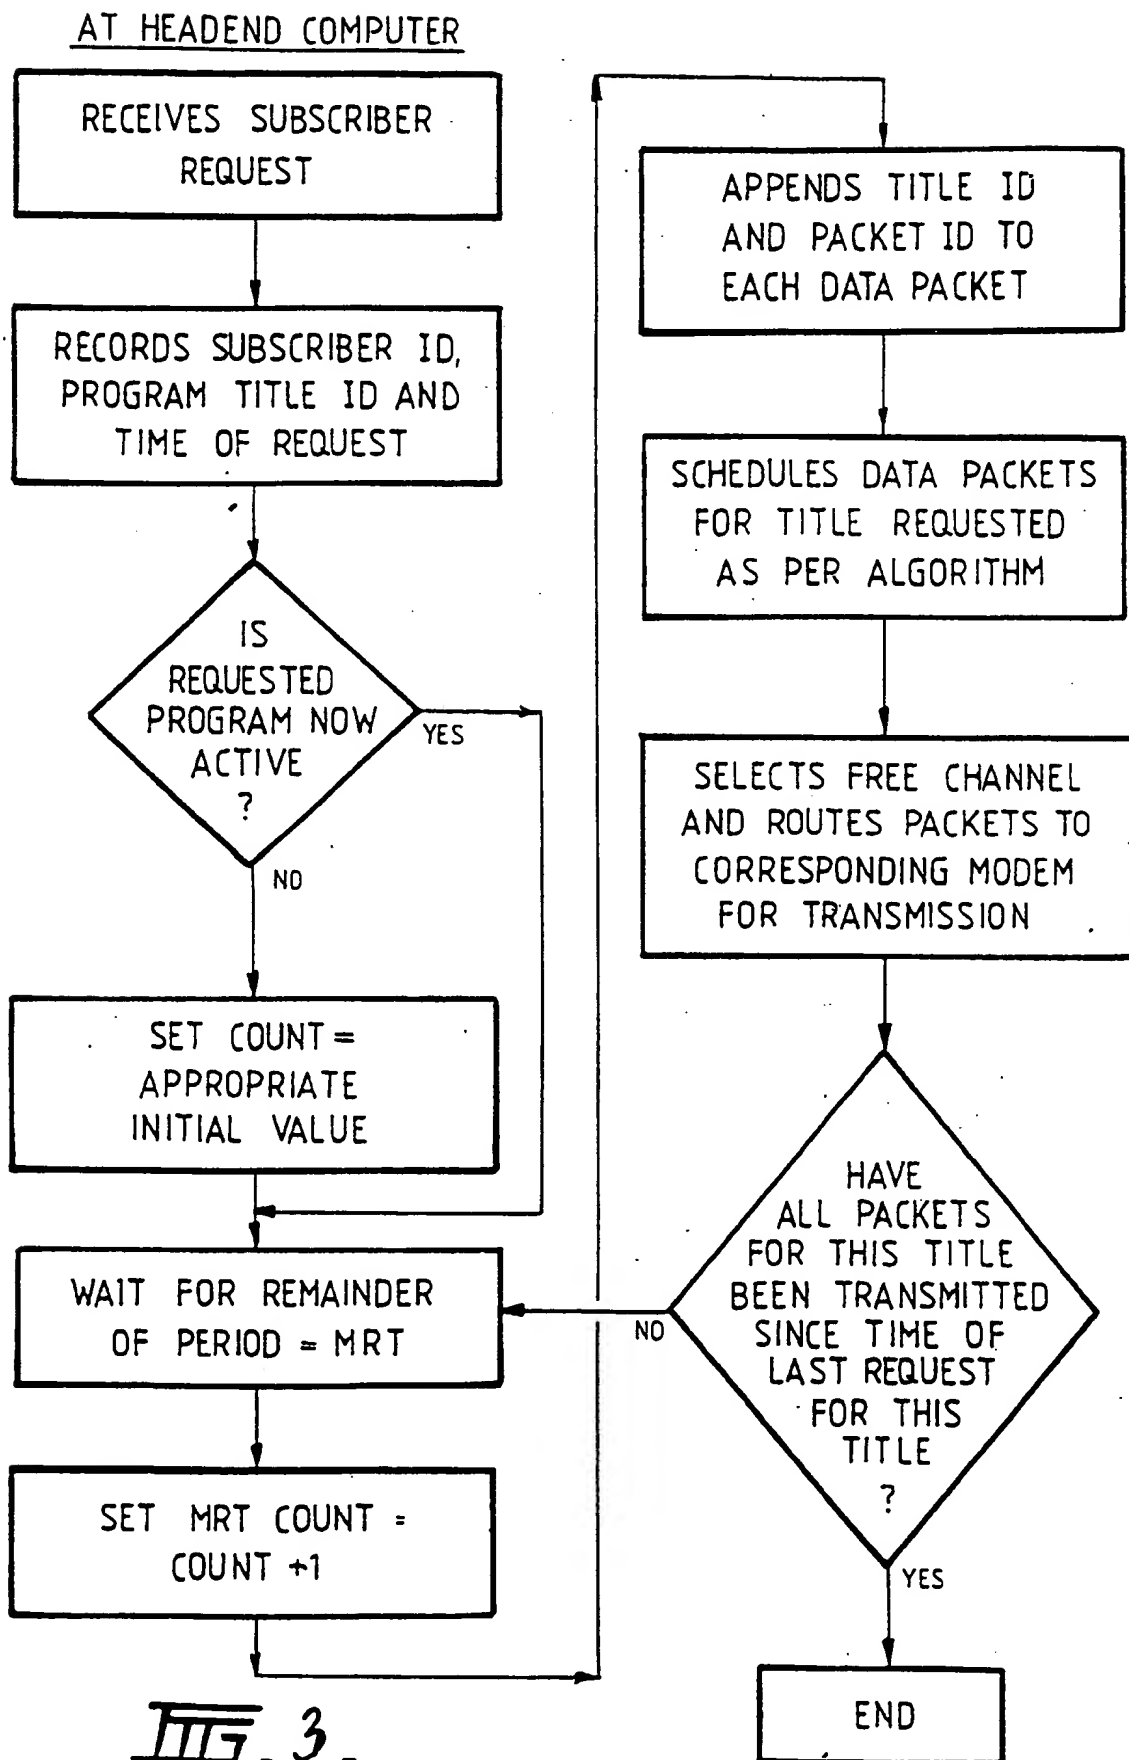 AT HEADEND COMPUTER
RECEIVES SUBSCRIBER
REQUEST
RECORDS SUBSCRIBER ID,
PROGRAM TITLE ID AND
TIME OF REQUEST
IS
REQUESTED
PROGRAM NOW
ACTIVE
?
YES
NO
SET COUNT =
APPROPRIATE
INITIAL VALUE
WAIT FOR REMAINDER
OF PERIOD = MRT
SET MRT COUNT =
COUNT +1
APPENDS TITLE ID
AND PACKET ID TO
EACH DATA PACKET
SCHEDULES DATA PACKETS
FOR TITLE REQUESTED
AS PER ALGORITHM
SELECTS FREE CHANNEL
AND ROUTES PACKETS TO
CORRESPONDING MODEM
FOR TRANSMISSION
HAVE
ALL PACKETS
FOR THIS TITLE
BEEN TRANSMITTED
SINCE TIME OF
LAST REQUEST
FOR THIS
TITLE
?
NO
YES
END
FIG. 3.